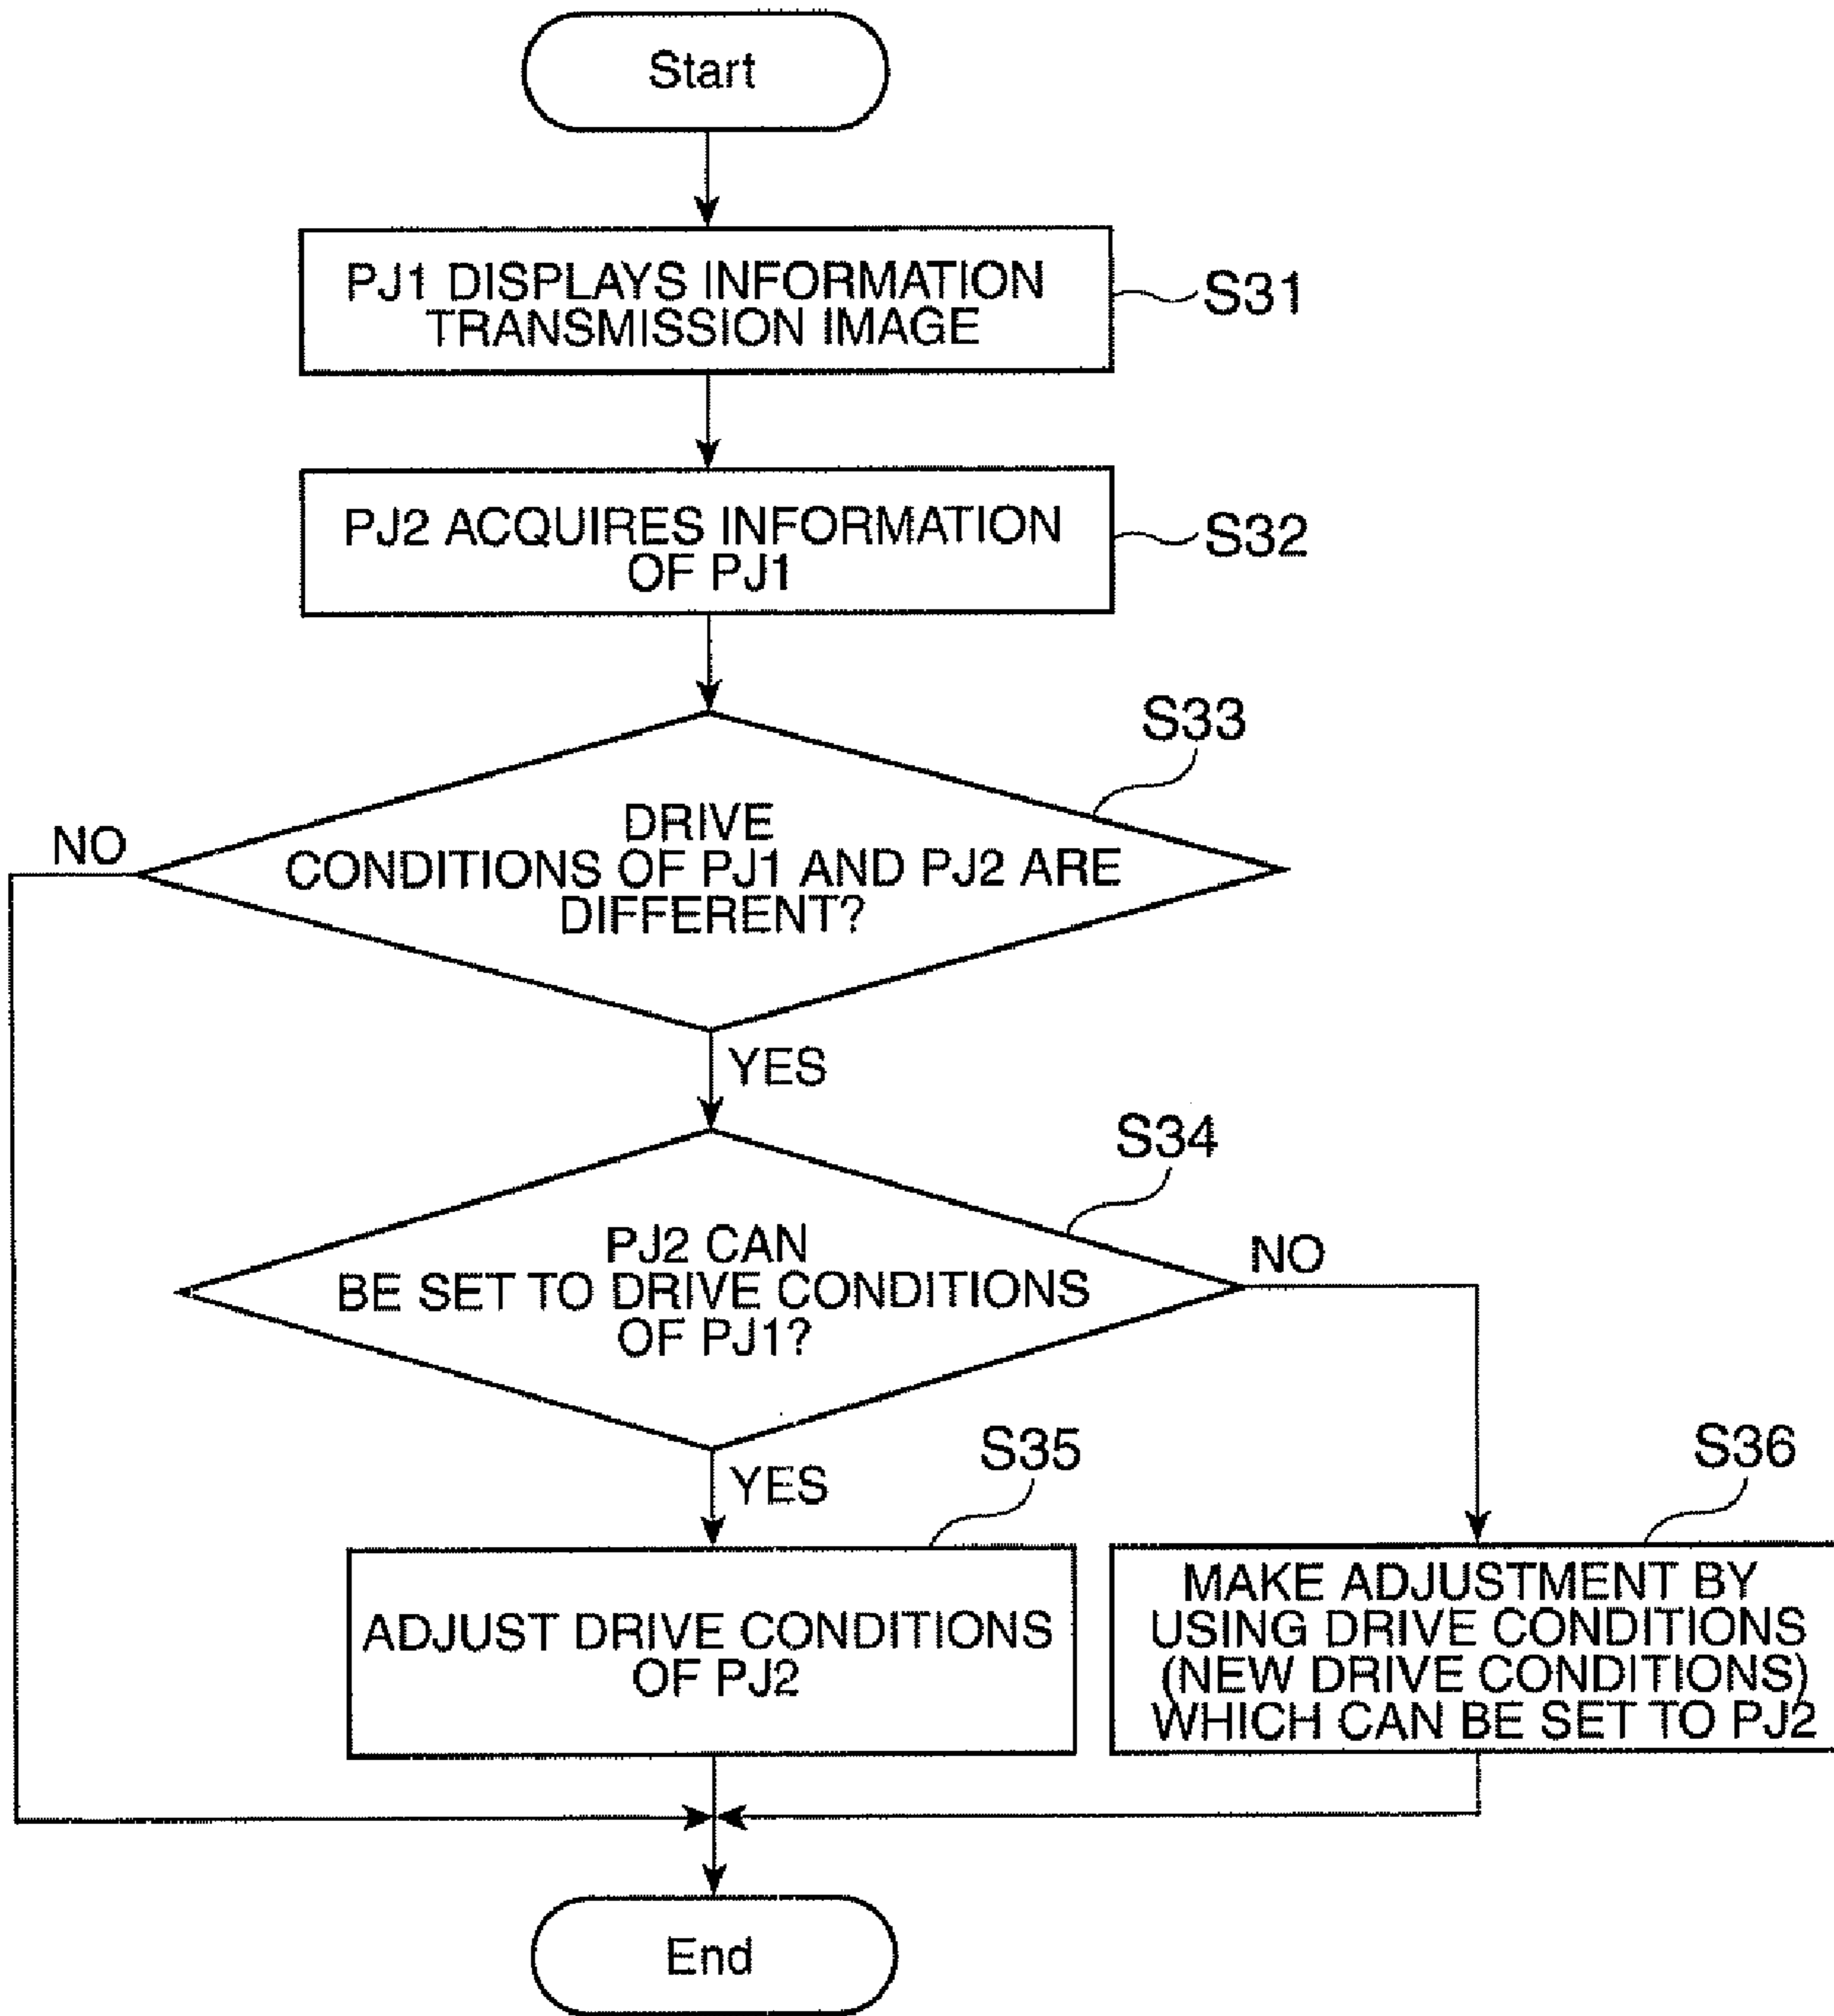 Start
PJ1 DISPLAYS INFORMATION
TRANSMISSION IMAGE
S31
PJ2 ACQUIRES INFORMATION
OF PJ1
S32
S33
NO
DRIVE
CONDITIONS OF PJ1 AND PJ2 ARE
DIFFERENT?
YES
S34
PJ2 CAN
BE SET TO DRIVE CONDITIONS
OF PJ1?
NO
YES
S35
S36
ADJUST DRIVE CONDITIONS
OF PJ2
MAKE ADJUSTMENT BY
USING DRIVE CONDITIONS
(NEW DRIVE CONDITIONS)
WHICH CAN BE SET TO PJ2
End